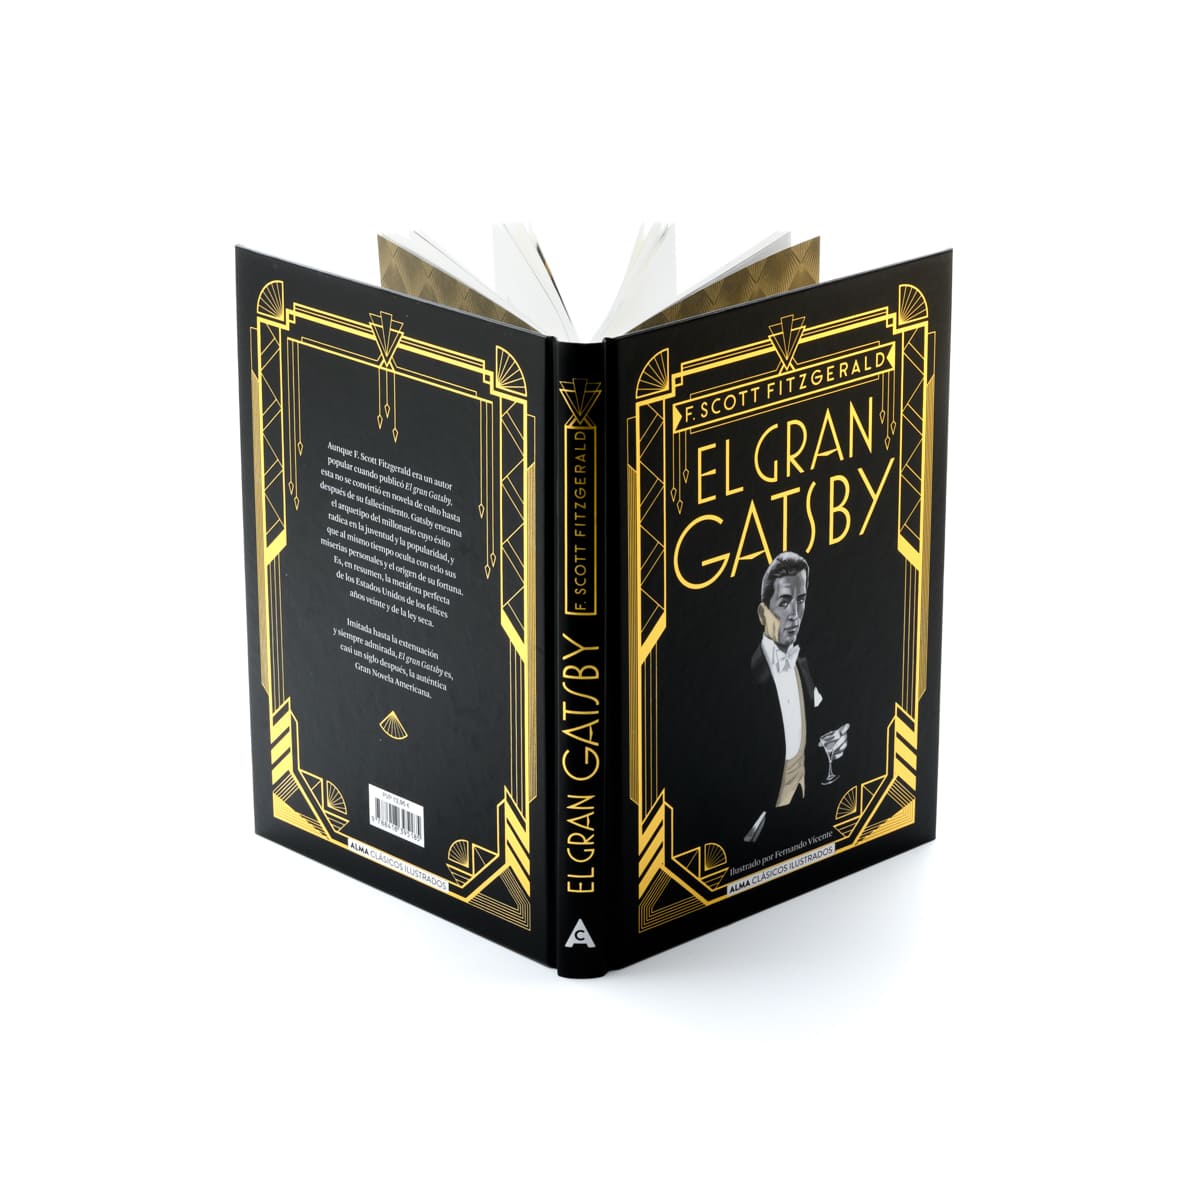 Aunque F. Scott Fitzgerald era un autor
popular cuando publicó El gran Gatsby,
esta no se convirtió en novela de culto hasta
después de su fallecimiento. Gatsby encarna
el arquetipo del millonario cuyo éxito
radica en la juventud y la popularidad, y
que al mismo tiempo oculta con celo sus
miserias personales y el origen de su fortuna.
Es, en resumen, la metáfora perfecta
de los Estados Unidos de los felices
años veinte y de la ley seca.
Imitada hasta la extenuación
y siempre admirada, El gran Gatsby es,
casi un siglo después, la auténtica
Gran Novela Americana.
ALMA CLÁSICOS ILUSTRADOS
F. SCOTT FITZGERALD
EL GRAN GATSBY
AC
F. SCOTT FITZGERALD
EL GRAN
GATSBY
Ilustrado por Fernando Vicente
ALMA CLÁSICOS ILUSTRADOS